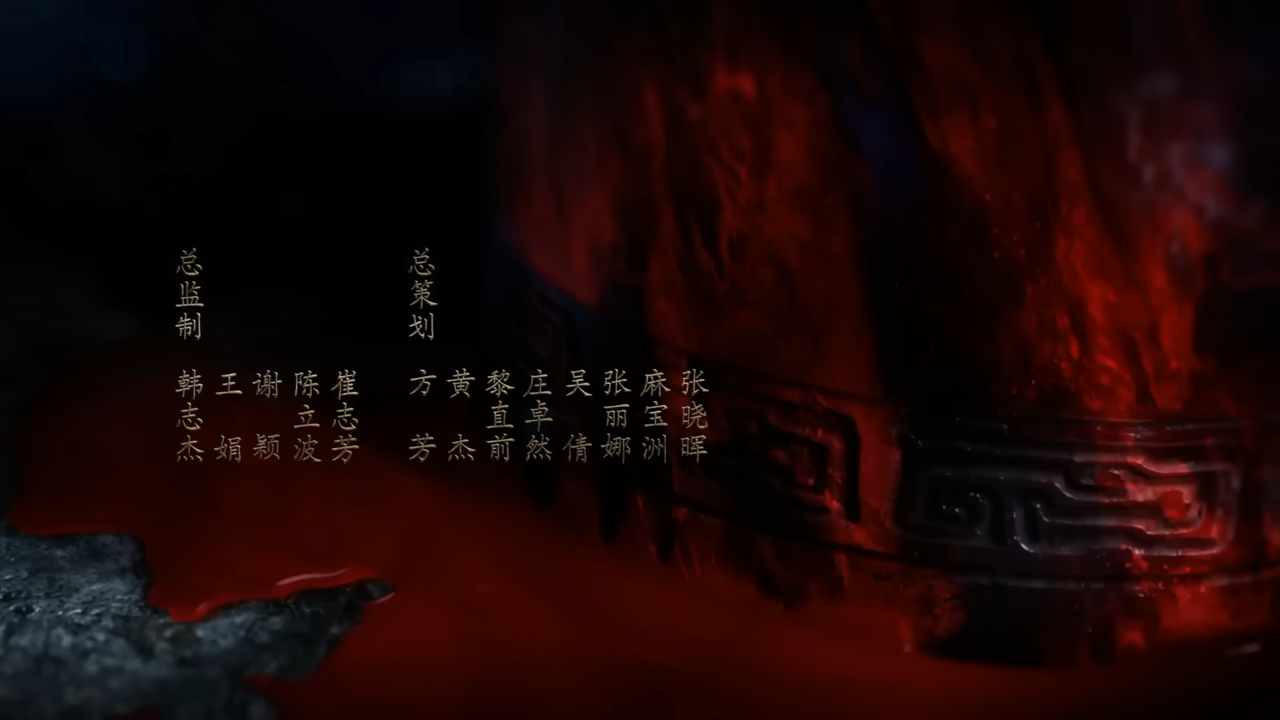 总监制
韩志杰
王娟
谢颖
陈立波
崔志芳
总策划
方芳
黄杰
黎直前
庄卓然
吴倩
张丽娜
麻宝洲
张晓晖